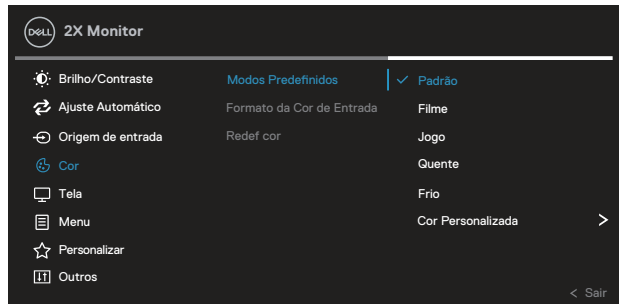 DELL 2X Monitor
Brilho/Contraste Modos Predefinidos Padrão
Ajuste Automático Formato da Cor de Entrada Filme
Origem de entrada Redef cor Jogo
Cor Quente
Tela Frio
Menu Cor Personalizada >
Personalizar
Outros
< Sair